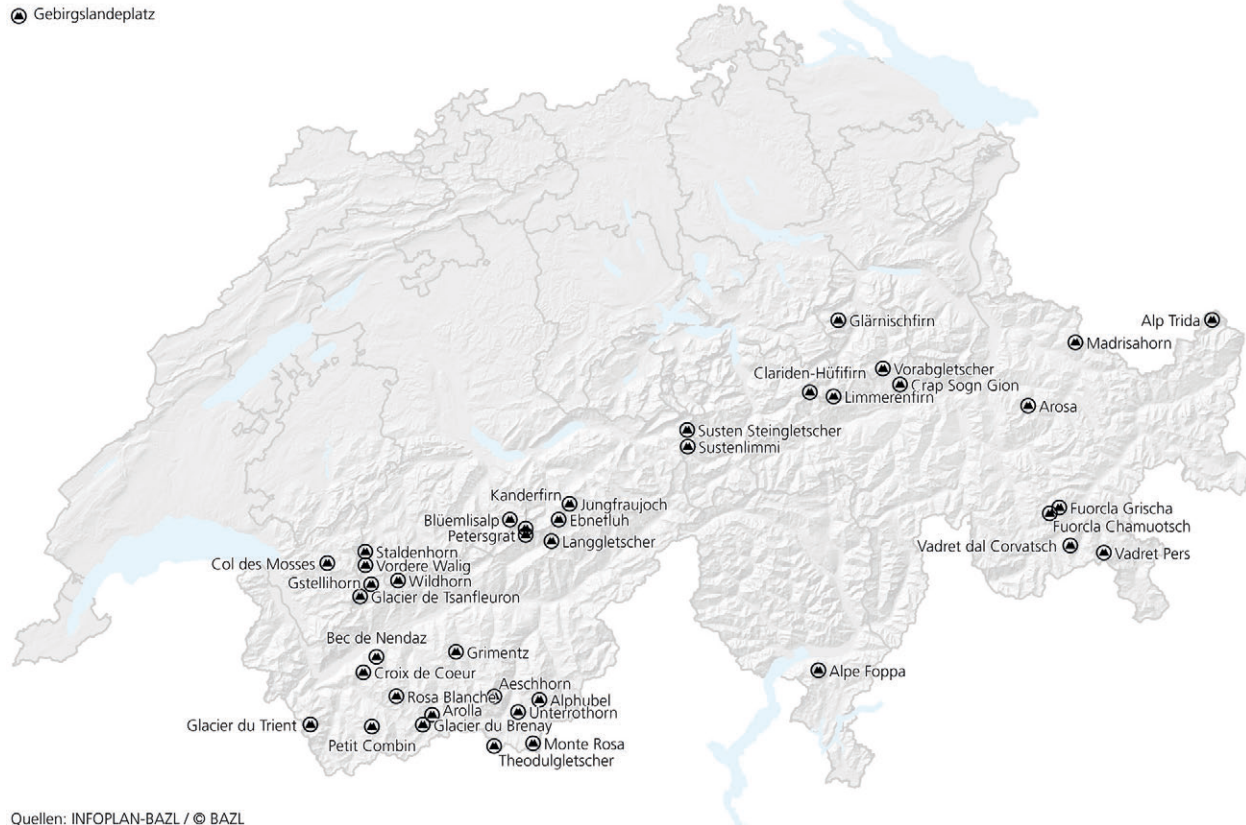 Gebirgslandeplatz
Glärnischfirn
Alp Trida
Madrisahorn
Vorabgletscher
Clariden-Hüfifirn
Crap Sogn Gion
Limmerenfirn
Arosa
Susten Steingletscher
Sustenlimmi
Kanderfirn
Jungfraujoch
Fuorcla Grischa
Blüemlisalp
Ebnefluh
Fuorcla Chamuotsch
Petersgrat
Langgletscher
Vadret dal Corvatsch
Vadret Pers
Staldenhorn
Col des Mosses
Vordere Walig
Gstellihorn
Wildhorn
Glacier de Tsanfleuron
Bec de Nendaz
Grimentz
Croix de Coeur
Alpe Foppa
Aeschhorn
Rosa Blanche
Alphubel
Arolla
Unterrothorn
Glacier du Trient
Glacier du Brenay
Petit Combin
Monte Rosa
Theodulgletscher
Quellen: INFOPLAN-BAZL / © BAZL